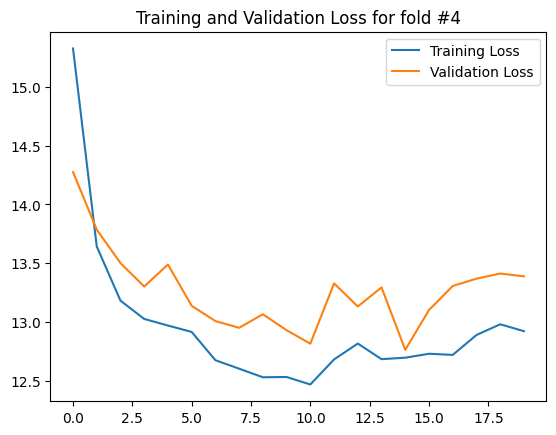 Training and Validation Loss for fold #4
Training Loss
Validation Loss
15.0
14.5
14.0
13.5
13.0
12.5
0.0 2.5 5.0 7.5 10.0 12.5 15.0 17.5